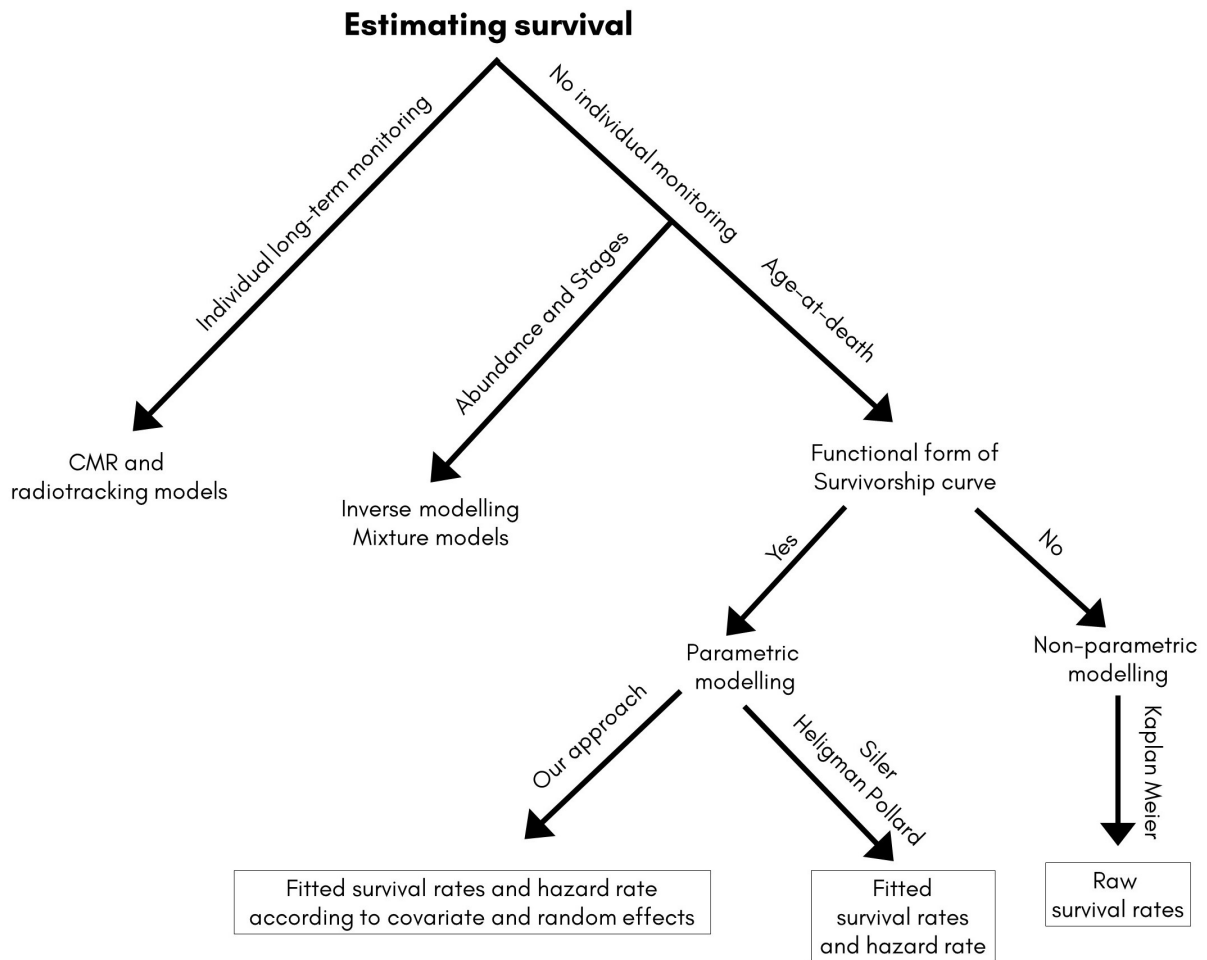 Estimating survival
Individual long-term monitoring
No individual monitoring
Abundance and Stages
Age-at-death
CMR and
radiotracking models
Inverse modelling
Mixture models
Functional form of
Survivorship curve
Yes
No
Parametric
modelling
Non-parametric
modelling
Our approach
Siler
Heligman Pollard
Kaplan Meier
Fitted survival rates and hazard rate
according to covariate and random effects
Fitted
survival rates
and hazard rate
Raw
survival rates